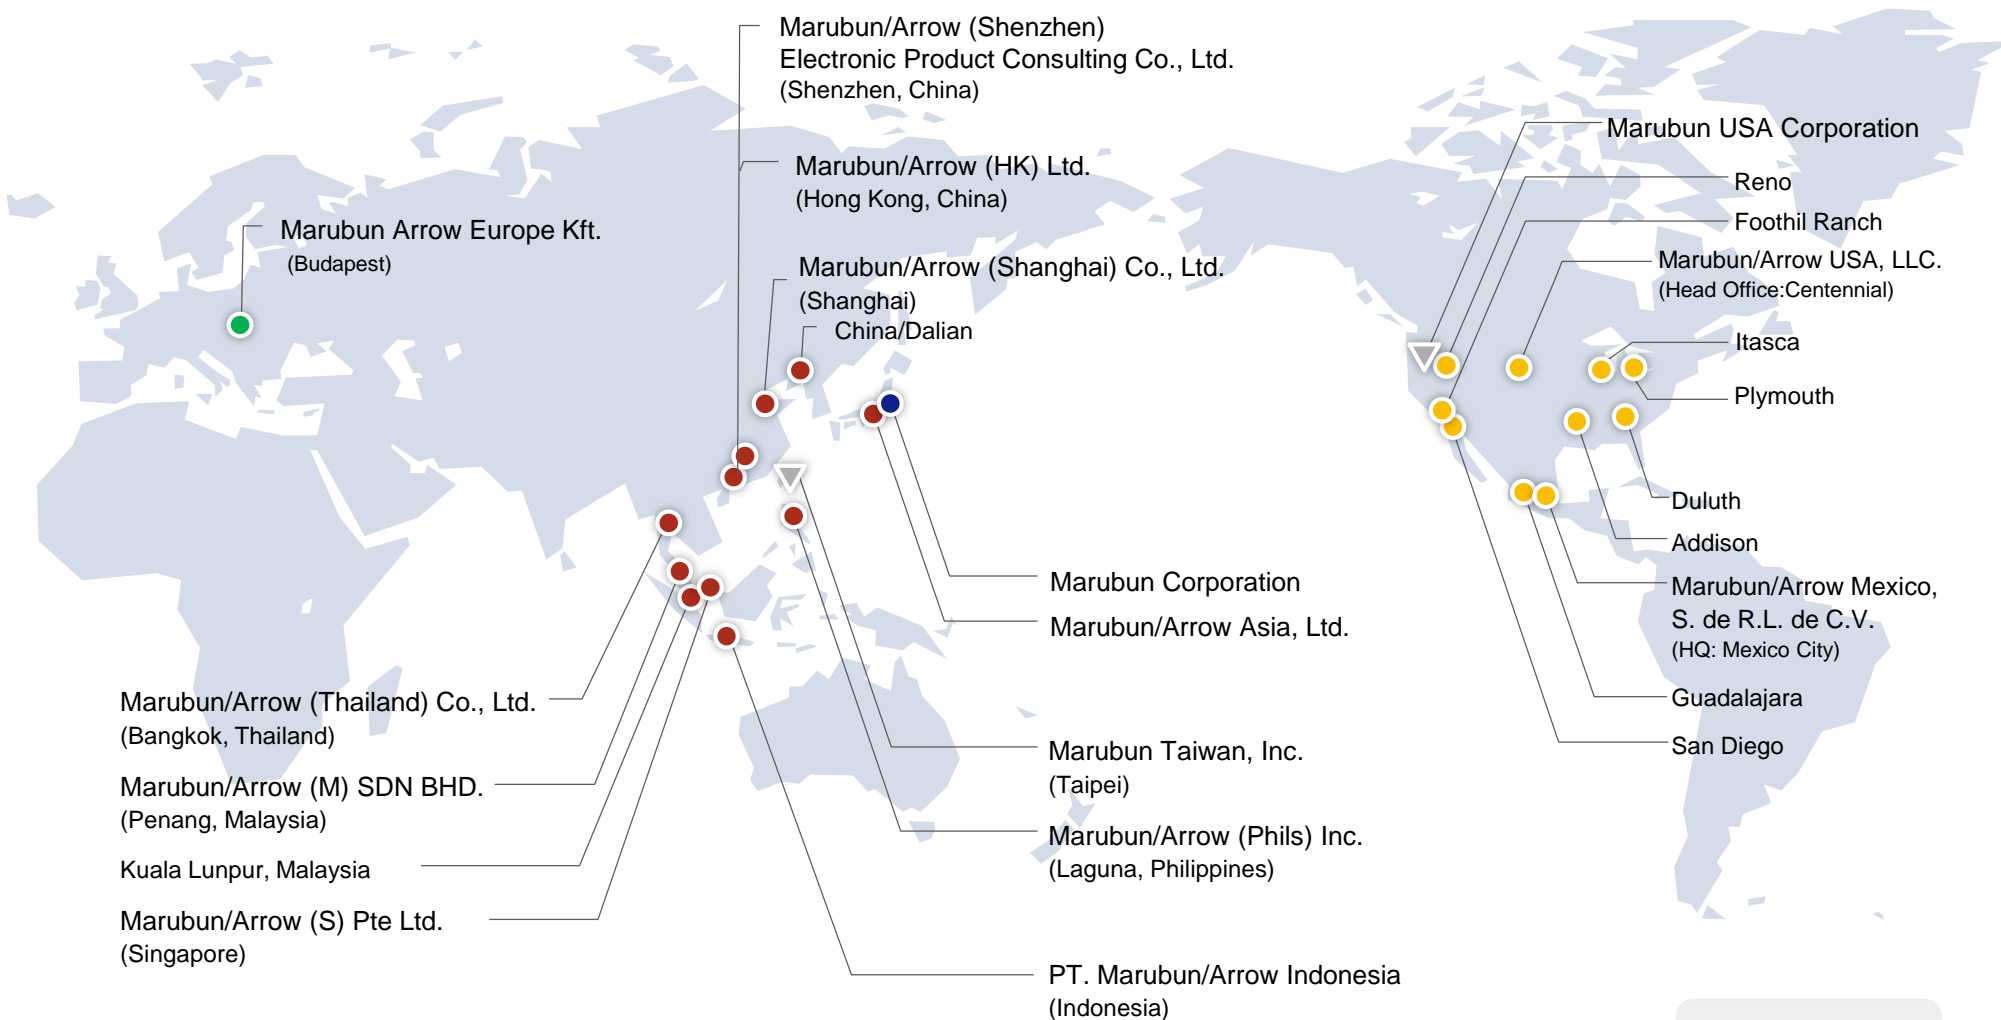 Marubun/Arrow (Shenzhen)
Electronic Product Consulting Co., Ltd.
(Shenzhen, China)
Marubun/Arrow (HK) Ltd.
(Hong Kong, China)
Marubun Arrow Europe Kft.
(Budapest)
Marubun/Arrow (Shanghai) Co., Ltd.
(Shanghai)
China/Dalian
Marubun USA Corporation
Reno
Foothil Ranch
Marubun/Arrow USA, LLC.
(Head Office:Centennial)
Itasca
Plymouth
Duluth
Addison
Marubun/Arrow Mexico,
S. de R.L. de C.V.
(HQ: Mexico City)
Guadalajara
San Diego
Marubun Corporation
Marubun/Arrow Asia, Ltd.
Marubun Taiwan, Inc.
(Taipei)
Marubun/Arrow (Phils) Inc.
(Laguna, Philippines)
PT. Marubun/Arrow Indonesia
(Indonesia)
Marubun/Arrow (Thailand) Co., Ltd.
(Bangkok, Thailand)
Marubun/Arrow (M) SDN BHD.
(Penang, Malaysia)
Kuala Lunpur, Malaysia
Marubun/Arrow (S) Pte Ltd.
(Singapore)